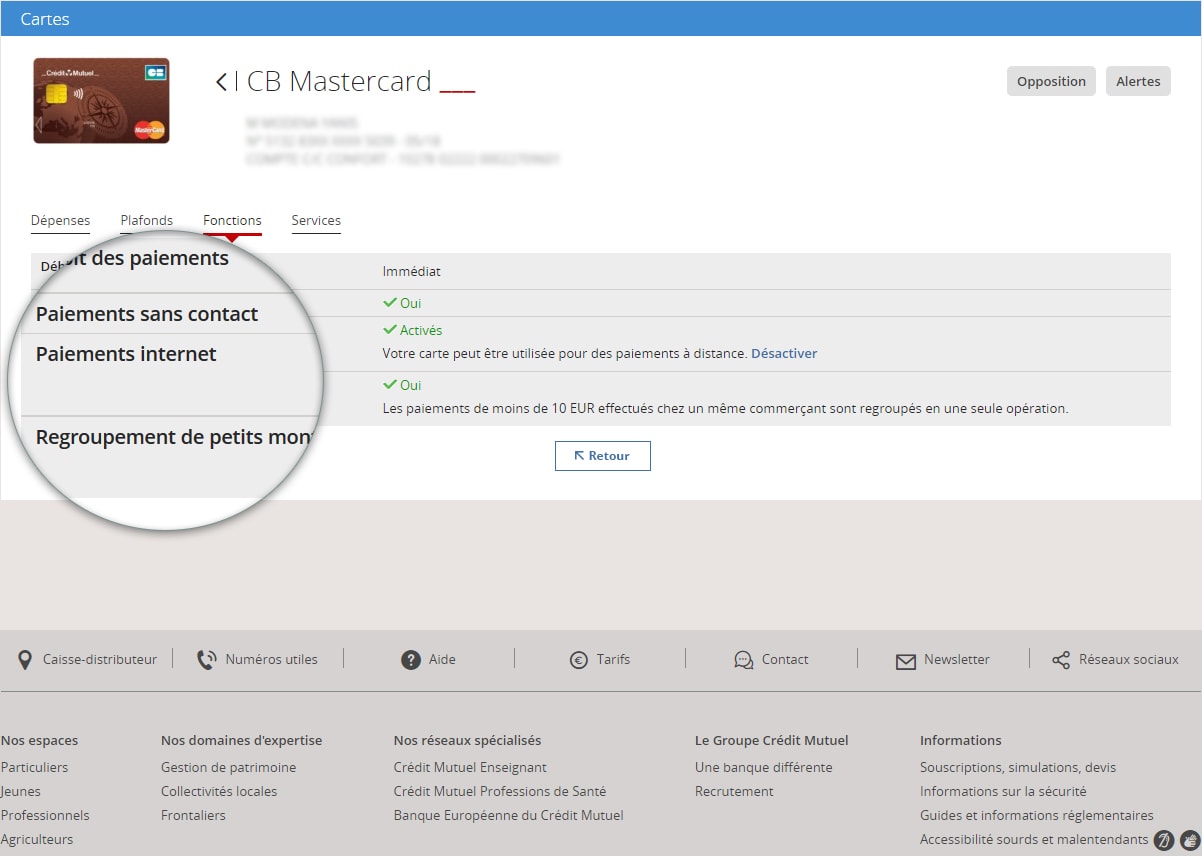 Cartes
Crédit Mutuel
CB
MasterCard
CB Mastercard ___
Opposition
Alertes
Dépenses
Plafonds
Fonctions
Services
Déb it des paiements
Immédiat
Paiements sans contact
Oui
Activés
Paiements internet
Votre carte peut être utilisée pour des paiements à distance. Désactiver
Oui
Les paiements de moins de 10 EUR effectués chez un même commerçant sont regroupés en une seule opération.
Regroupement de petits mon
Retour
Caisse-distributeur
Numéros utiles
Aide
Tarifs
Contact
Newsletter
Réseaux sociaux
Nos espaces
Particuliers
Jeunes
Professionnels
Agriculteurs
Nos domaines d'expertise
Gestion de patrimoine
Collectivités locales
Frontaliers
Nos réseaux spécialisés
Crédit Mutuel Enseignant
Crédit Mutuel Professions de Santé
Banque Européenne du Crédit Mutuel
Le Groupe Crédit Mutuel
Une banque différente
Recrutement
Informations
Souscriptions, simulations, devis
Informations sur la sécurité
Guides et informations réglementaires
Accessibilité sourds et malentendants